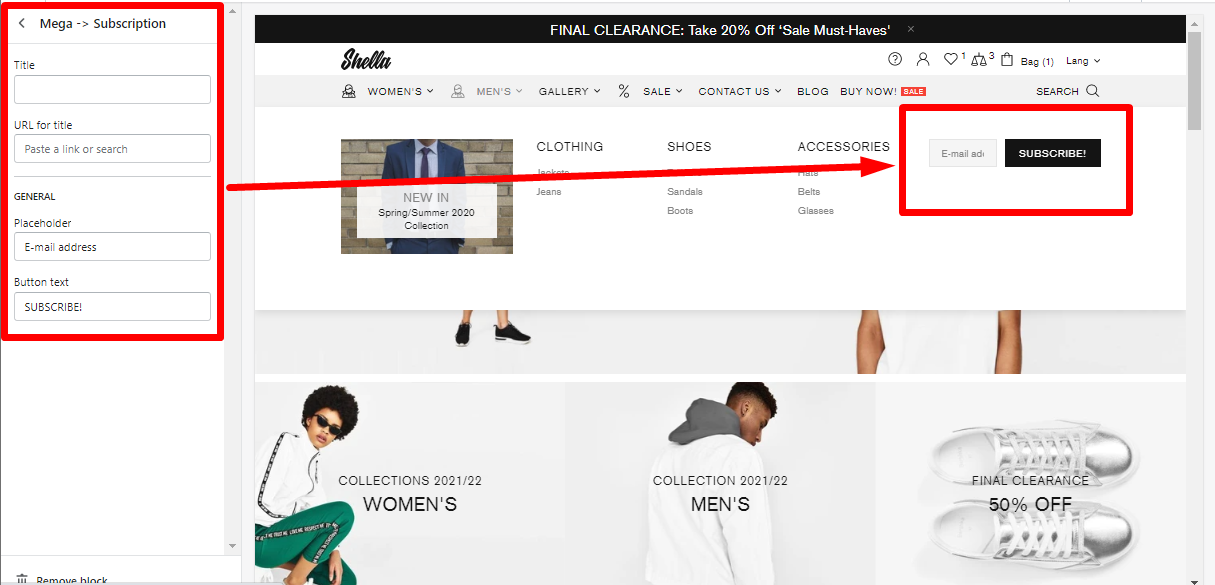 Mega -> Subscription
Title
URL for title
Paste a link or search
GENERAL
Placeholder
E-mail address
Button text
SUBSCRIBE!
Remove block
FINAL CLEARANCE: Take 20% Off ‘Sale Must-Haves' ×
Shella
1 3 Bag (1) Lang
WOMEN'S MEN'S GALLERY % SALE CONTACT US BLOG BUY NOW! SALE SEARCH
CLOTHING SHOES ACCESSORIES
E-mail ad SUBSCRIBE!
Jackets Hats
Jeans Sandals Belts
Boots Glasses
NEW IN
Spring/Summer 2020
Collection
COLLECTIONS 2021/22
WOMEN'S
COLLECTION 2021/22
MEN'S
FINAL CLEARANCE
50% OFF